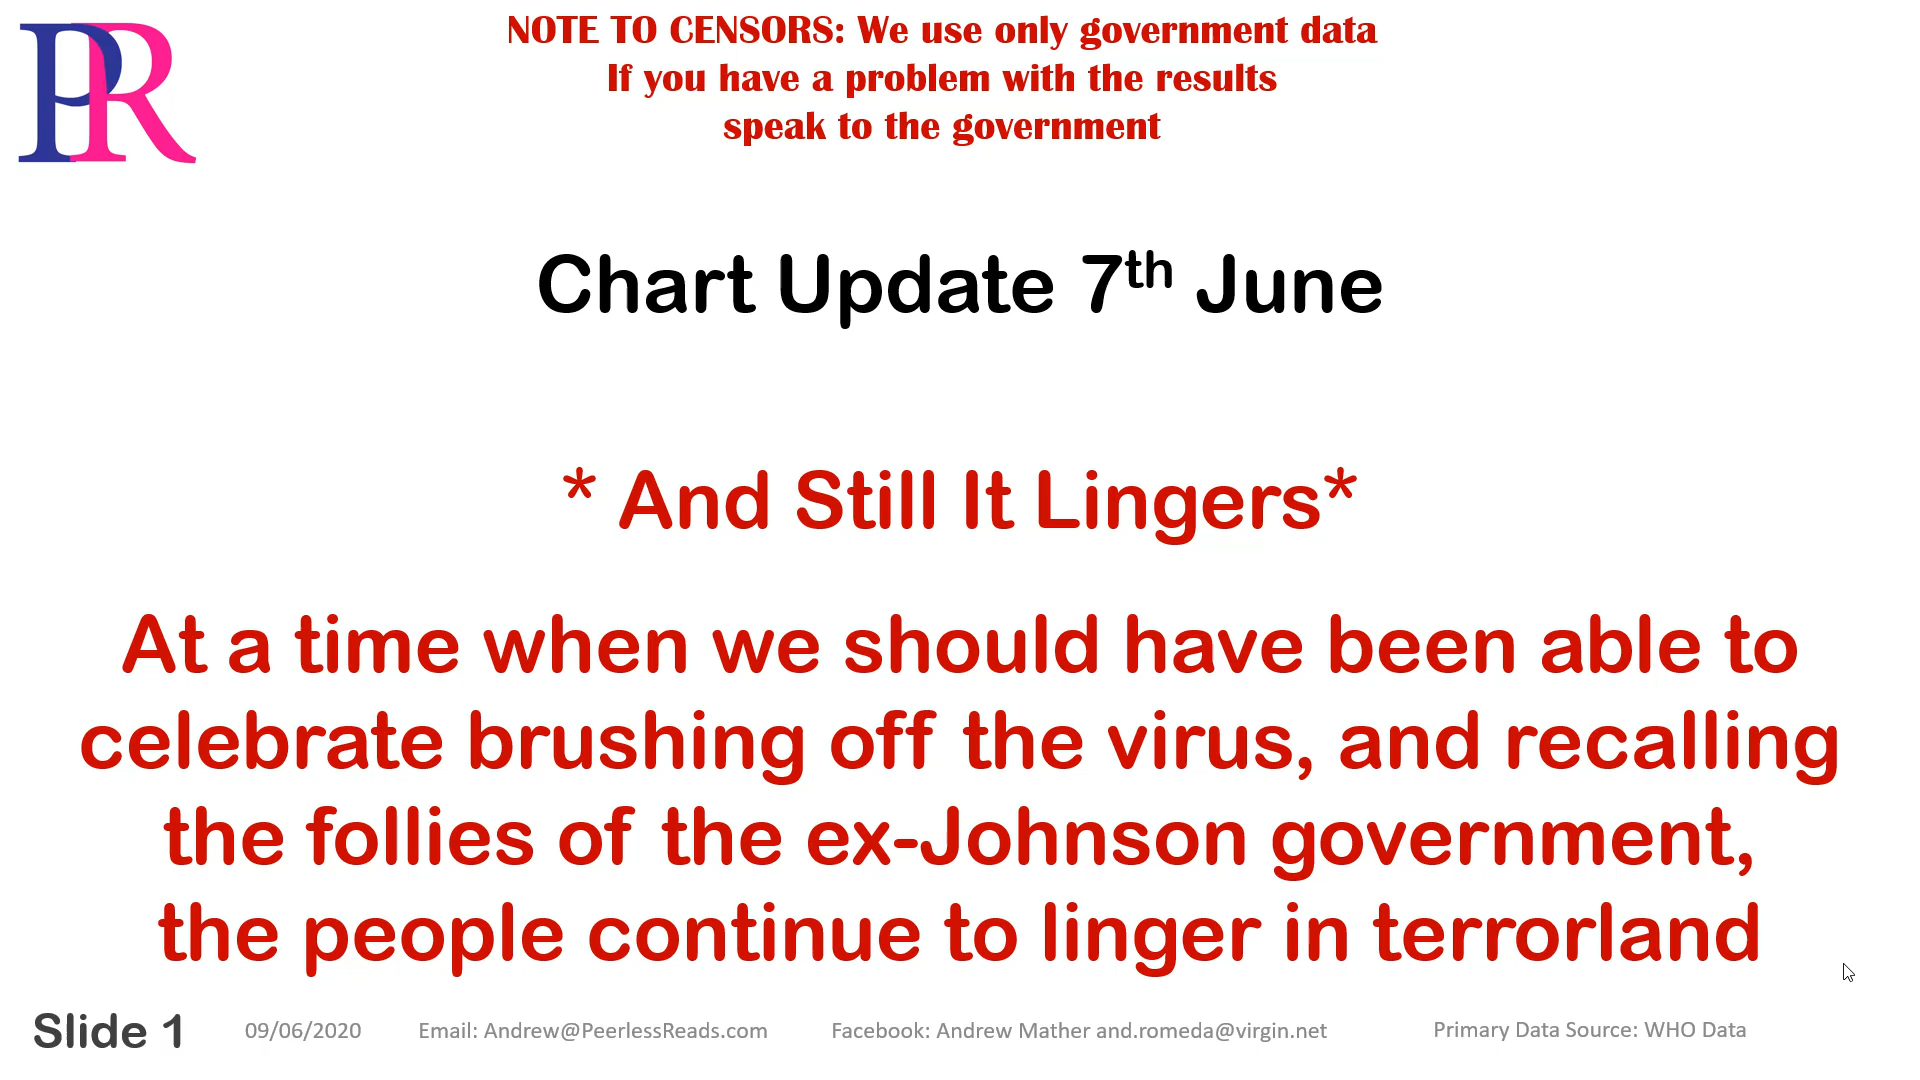 PR
NOTE TO CENSORS: We use only government data
If you have a problem with the results
speak to the government
Chart Update 7th June
* And Still It Lingers*
At a time when we should have been able to
celebrate brushing off the virus, and recalling
the follies of the ex-Johnson government,
the people continue to linger in terrorland
Slide 1 09/06/2020 Email: Andrew@PeerlessReads.com Facebook: Andrew Mather and.romeda@virgin.net Primary Data Source: WHO Data